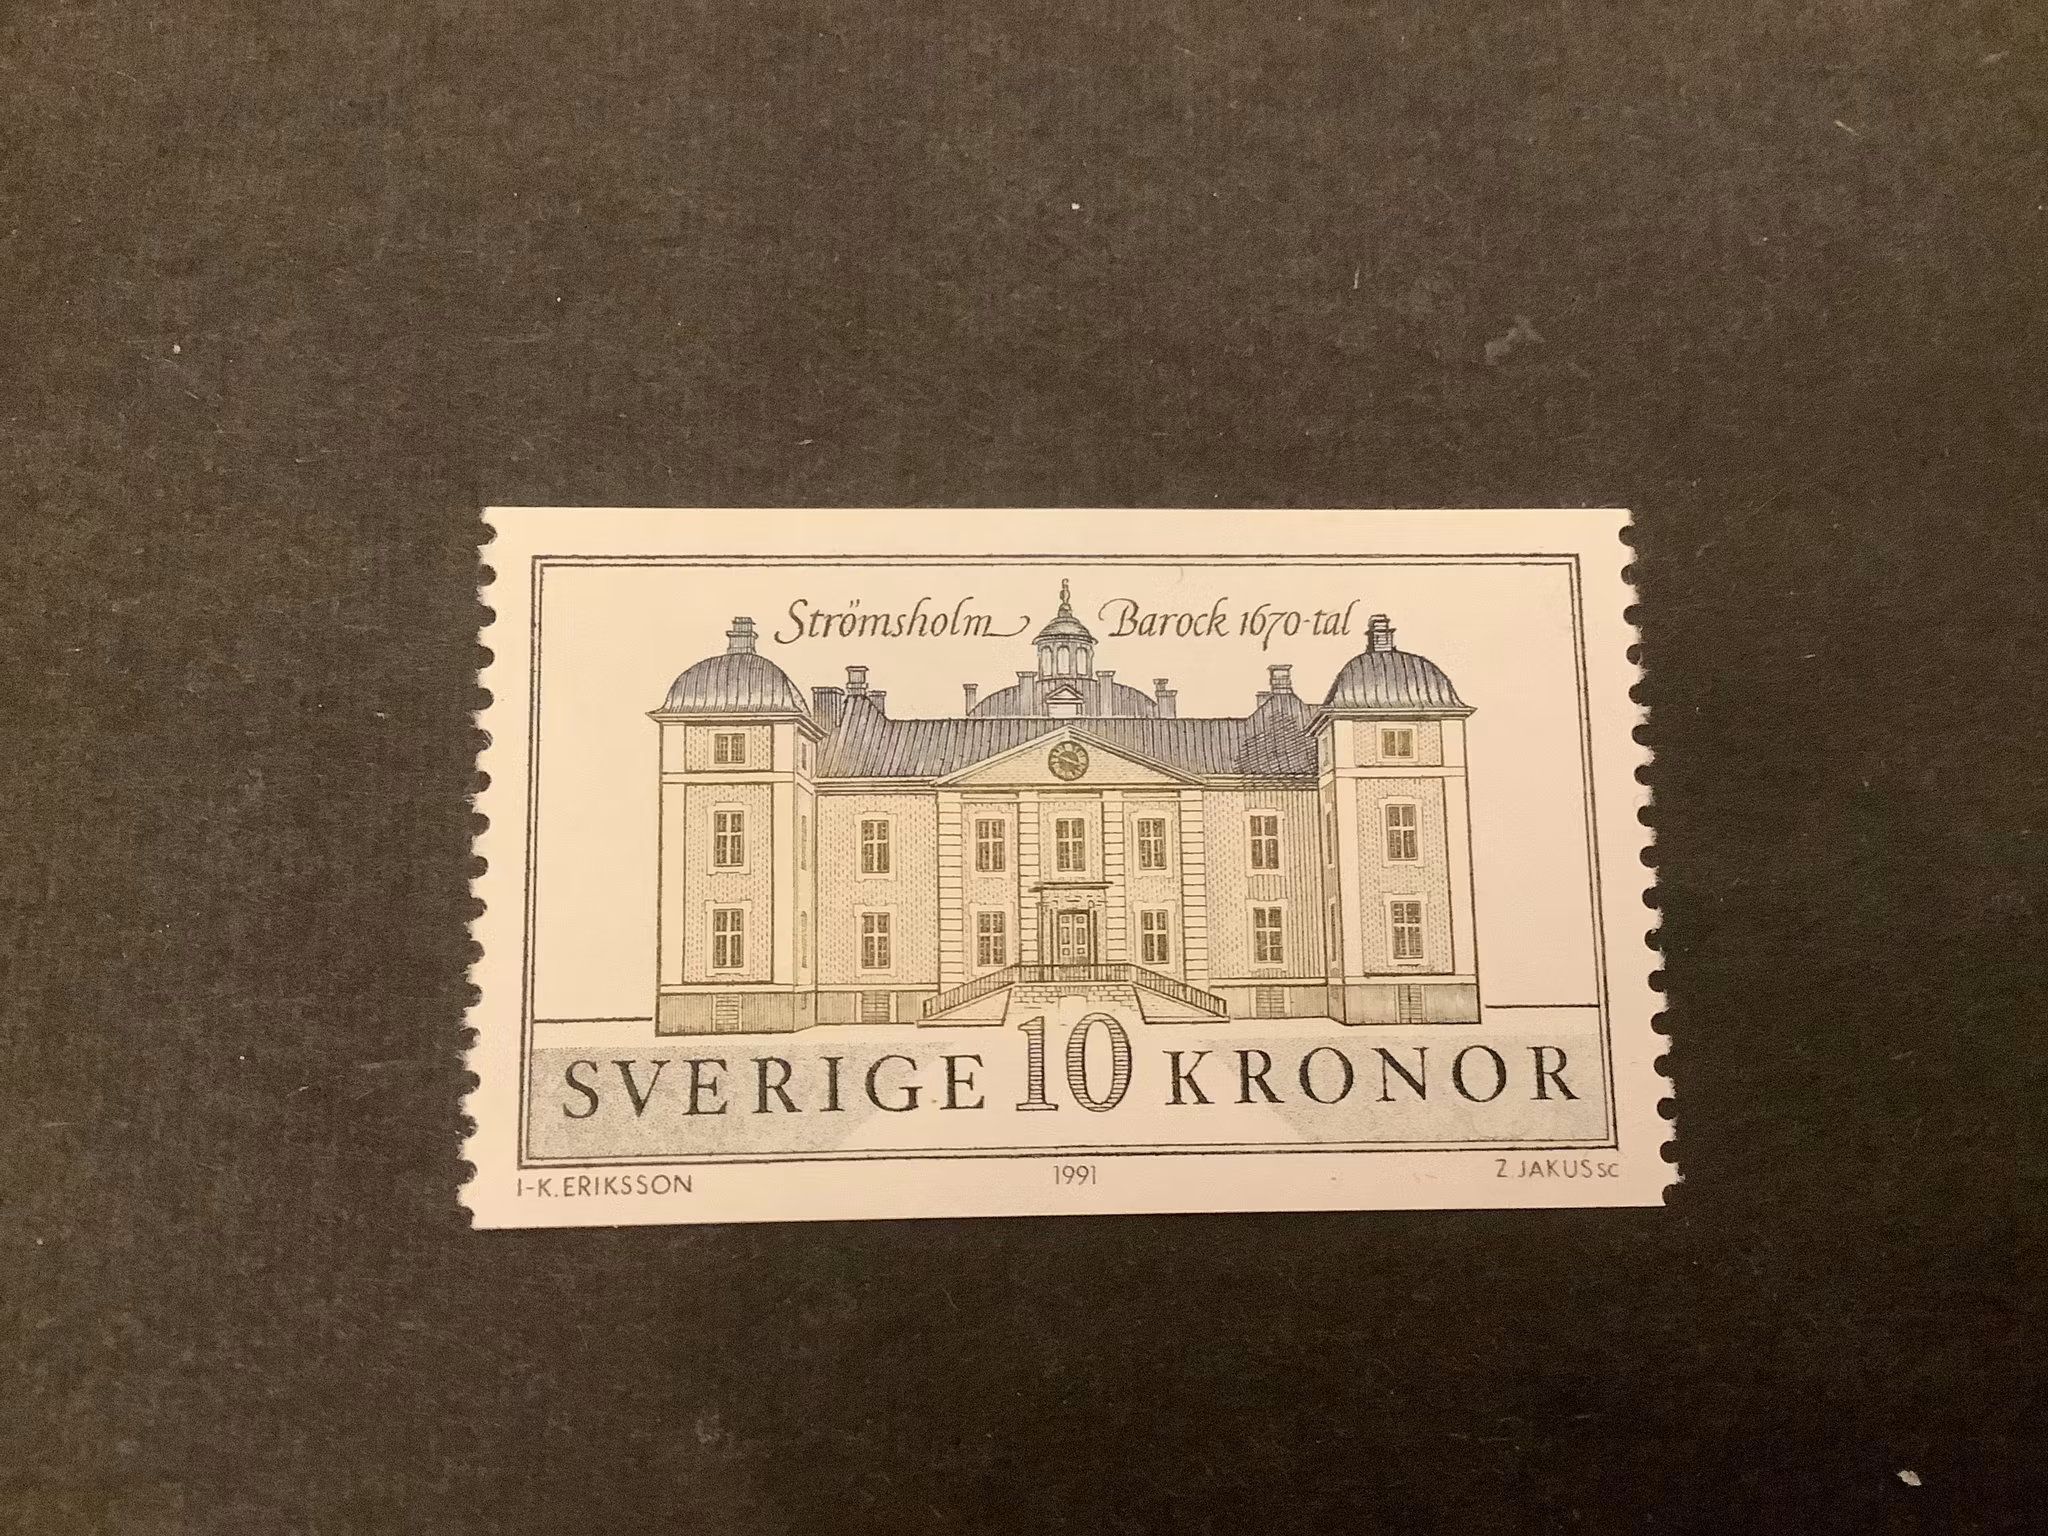 Strömsholm Barock 1670-tal
SVERIGE 10 KRONOR
I-K.ERIKSSON 1991 Z.JAKUS SC